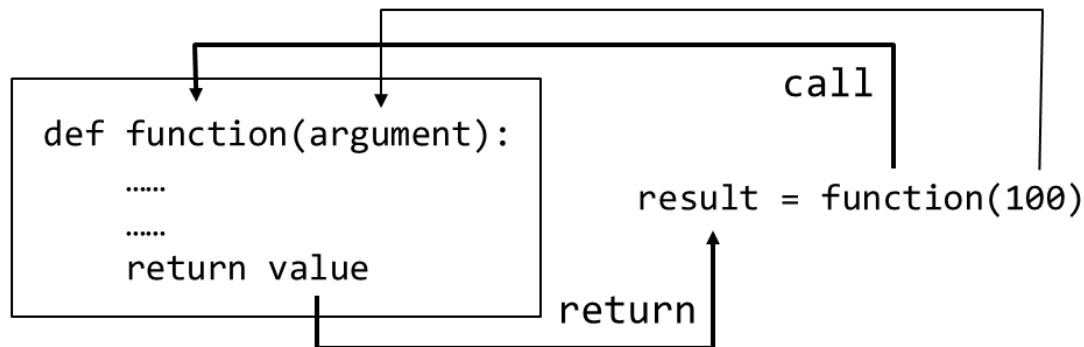 call
def function(argument):
……
result = function(100)
……
return value
return